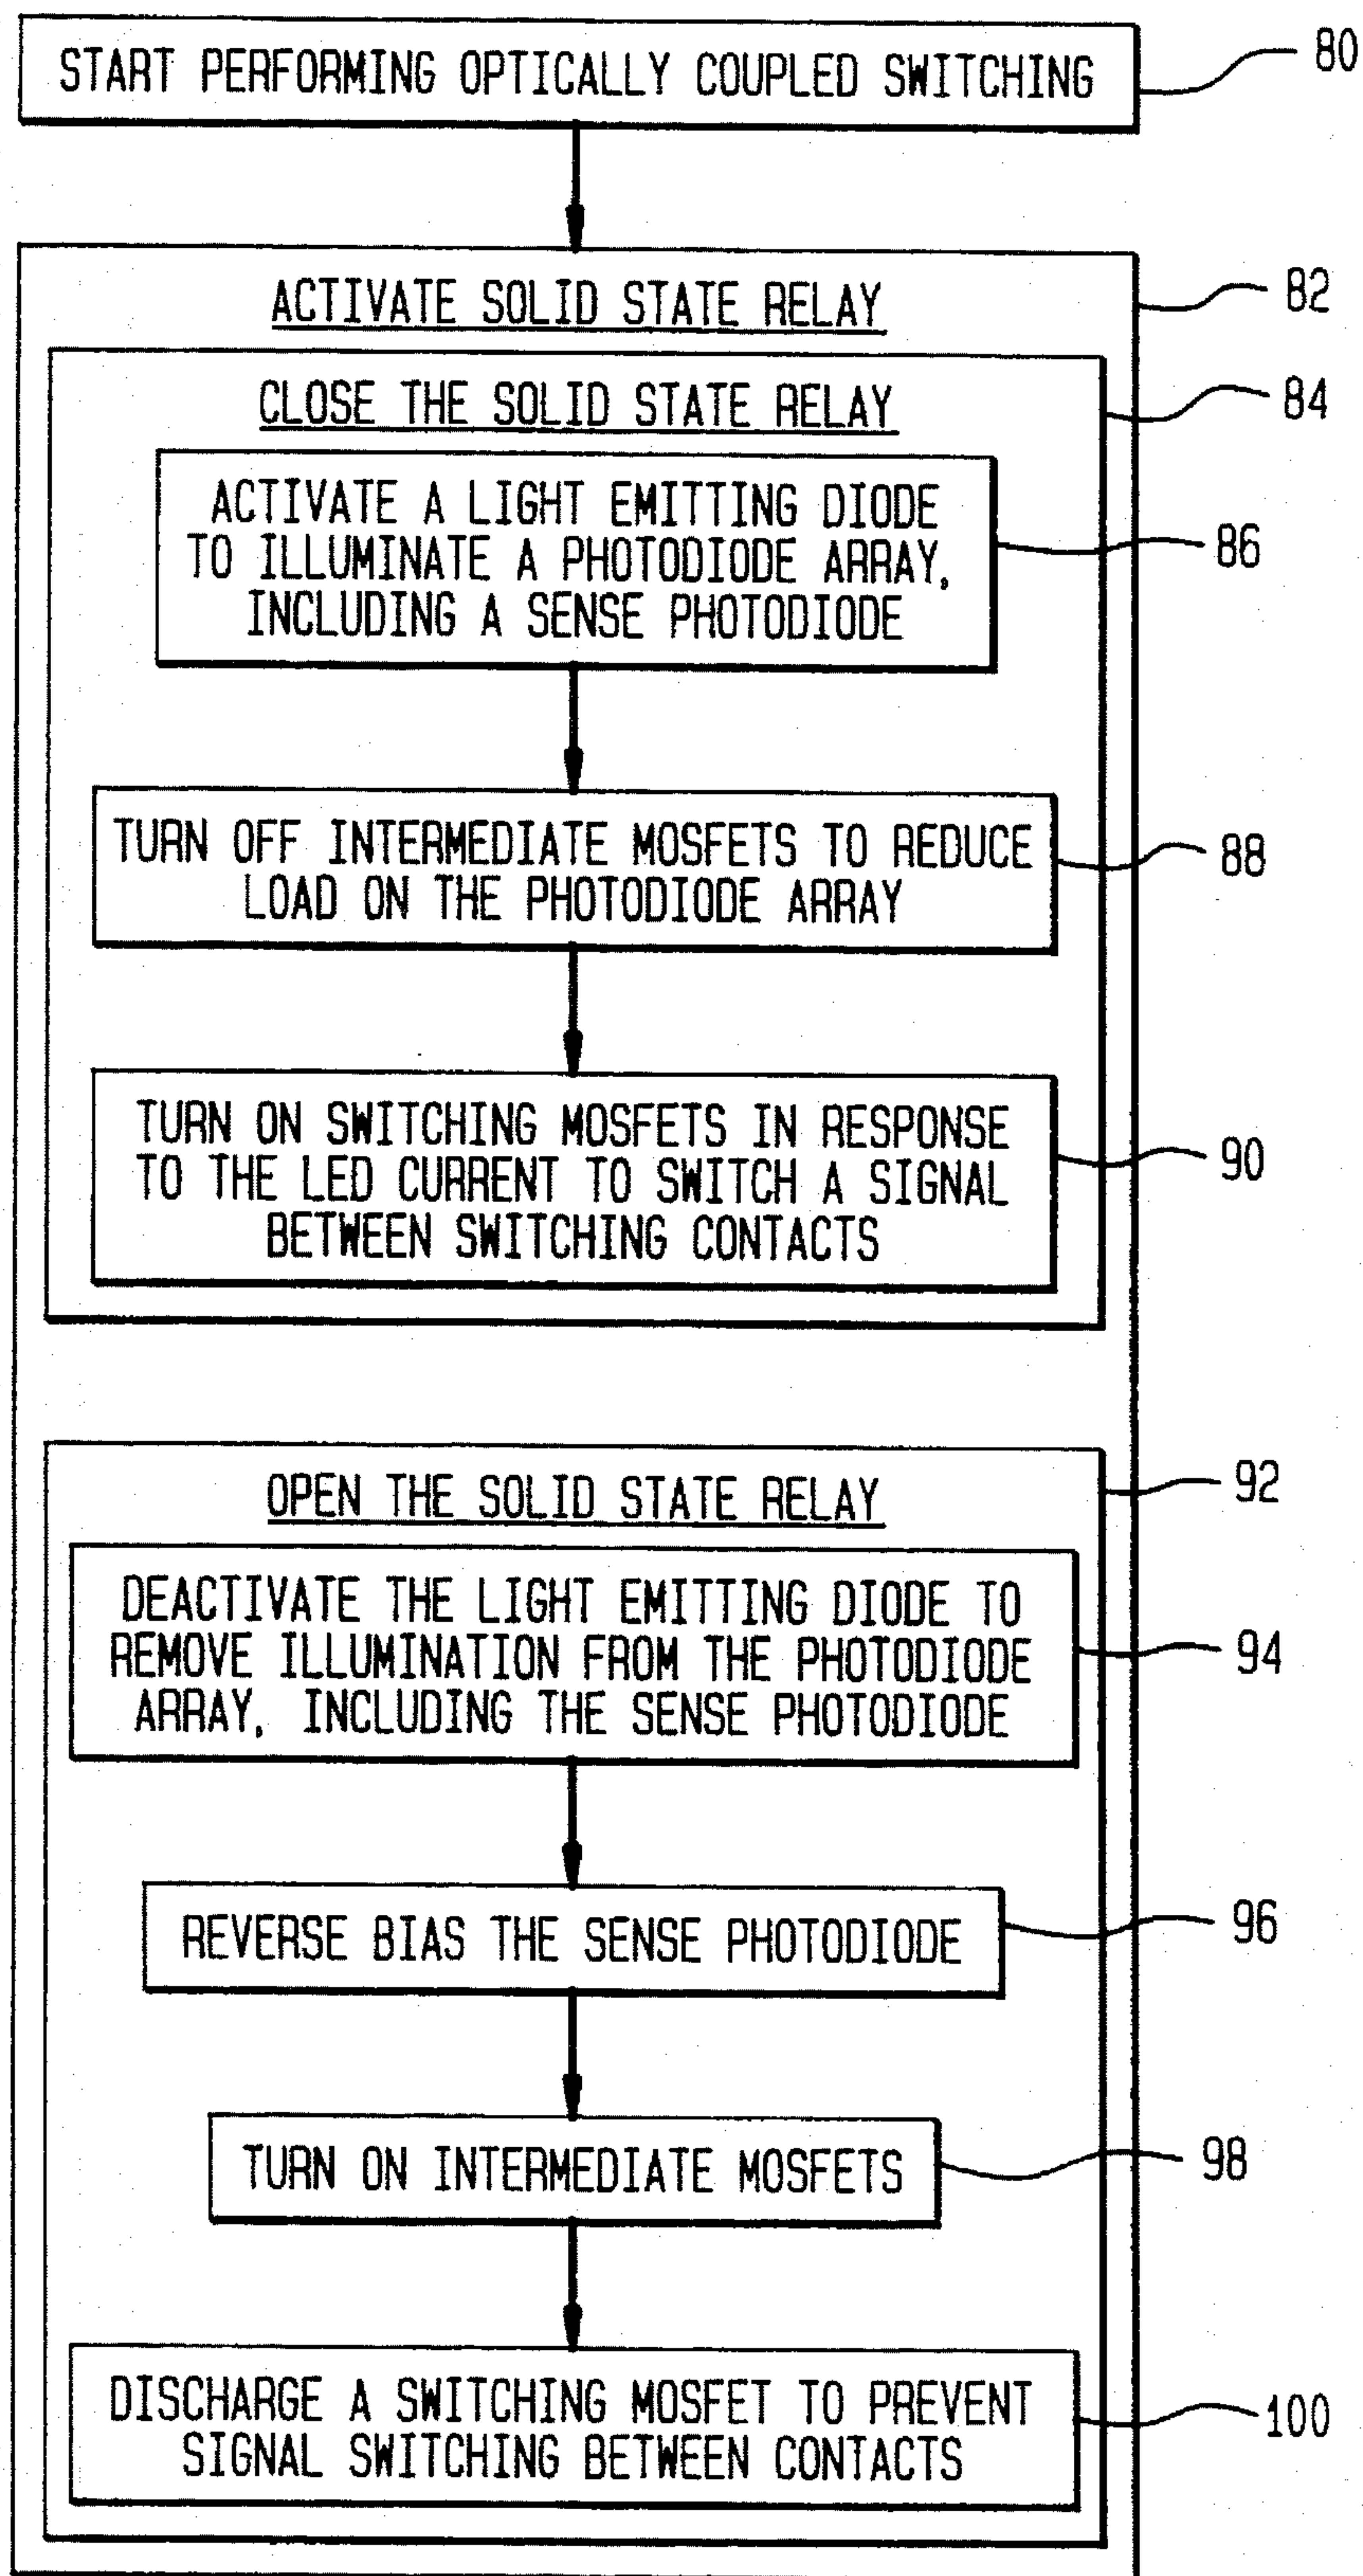 START PERFORMING OPTICALLY COUPLED SWITCHING
80
ACTIVATE SOLID STATE RELAY
82
CLOSE THE SOLID STATE RELAY
84
ACTIVATE A LIGHT EMITTING DIODE
TO ILLUMINATE A PHOTODIODE ARRAY,
INCLUDING A SENSE PHOTODIODE
86
TURN OFF INTERMEDIATE MOSFETS TO REDUCE
LOAD ON THE PHOTODIODE ARRAY
88
TURN ON SWITCHING MOSFETS IN RESPONSE
TO THE LED CURRENT TO SWITCH A SIGNAL
BETWEEN SWITCHING CONTACTS
90
OPEN THE SOLID STATE RELAY
92
DEACTIVATE THE LIGHT EMITTING DIODE TO
REMOVE ILLUMINATION FROM THE PHOTODIODE
ARRAY, INCLUDING THE SENSE PHOTODIODE
94
REVERSE BIAS THE SENSE PHOTODIODE
96
TURN ON INTERMEDIATE MOSFETS
98
DISCHARGE A SWITCHING MOSFET TO PREVENT
SIGNAL SWITCHING BETWEEN CONTACTS
100